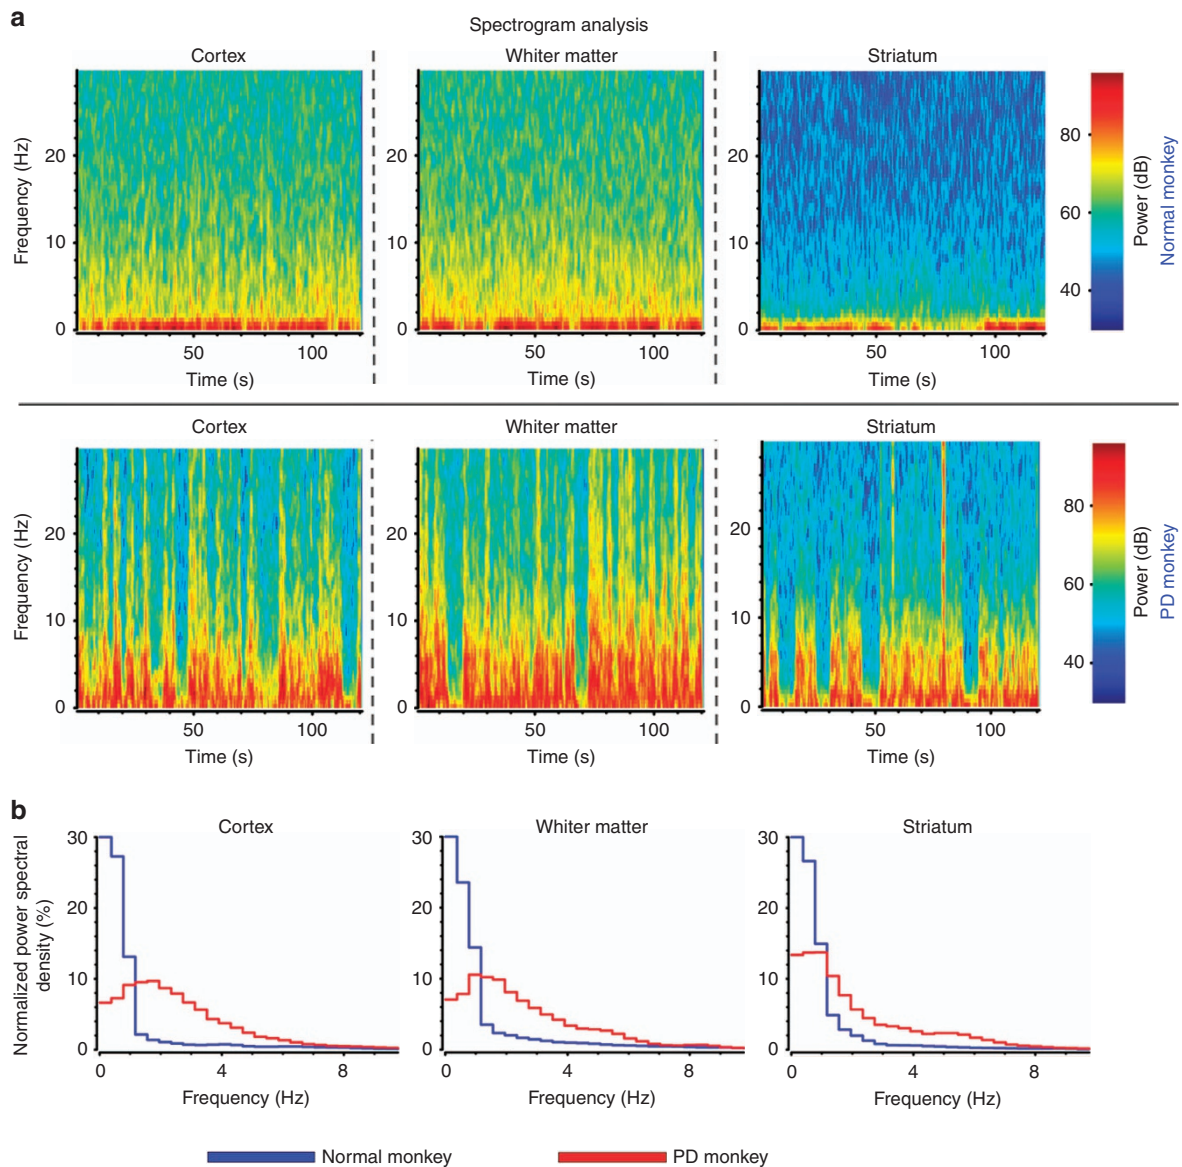 a
Spectrogram analysis
Cortex
Whiter matter
Striatum
Frequency (Hz)
20
10
0
50
100
Time (s)
20
10
0
50
100
Time (s)
20
10
0
50
100
Time (s)
80
60
40
Power (dB)
Normal monkey
Cortex
Whiter matter
Striatum
Frequency (Hz)
20
10
0
50
100
Time (s)
20
10
0
50
100
Time (s)
20
10
0
50
100
Time (s)
80
60
40
Power (dB)
PD monkey
b
Cortex
Whiter matter
Striatum
Normalized power spectral
density (%)
30
20
10
0
0
4
8
Frequency (Hz)
30
20
10
0
0
4
8
Frequency (Hz)
30
20
10
0
0
4
8
Frequency (Hz)
Normal monkey
PD monkey